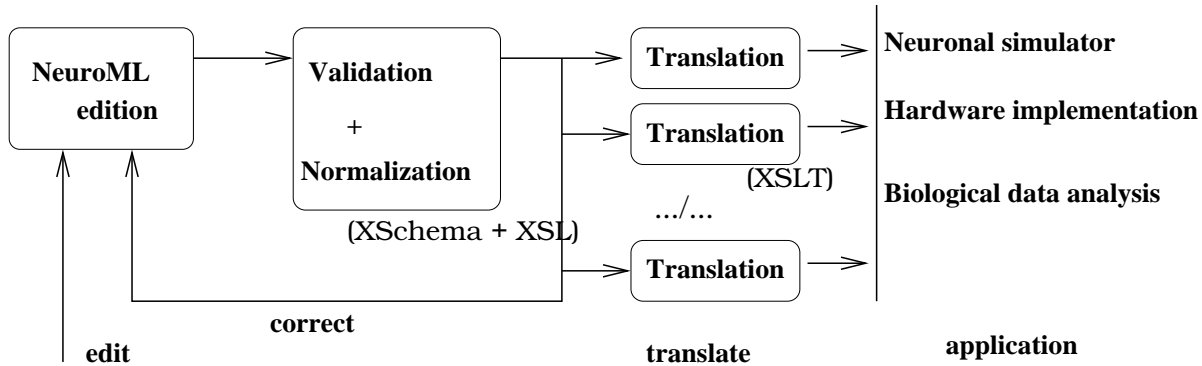 NeuroML
edition
Validation
+
Normalization
(XSchema + XSL)
Translation
Translation
(XSLT)
.../...
Translation
Neuronal simulator
Hardware implementation
Biological data analysis
correct
edit
translate
application